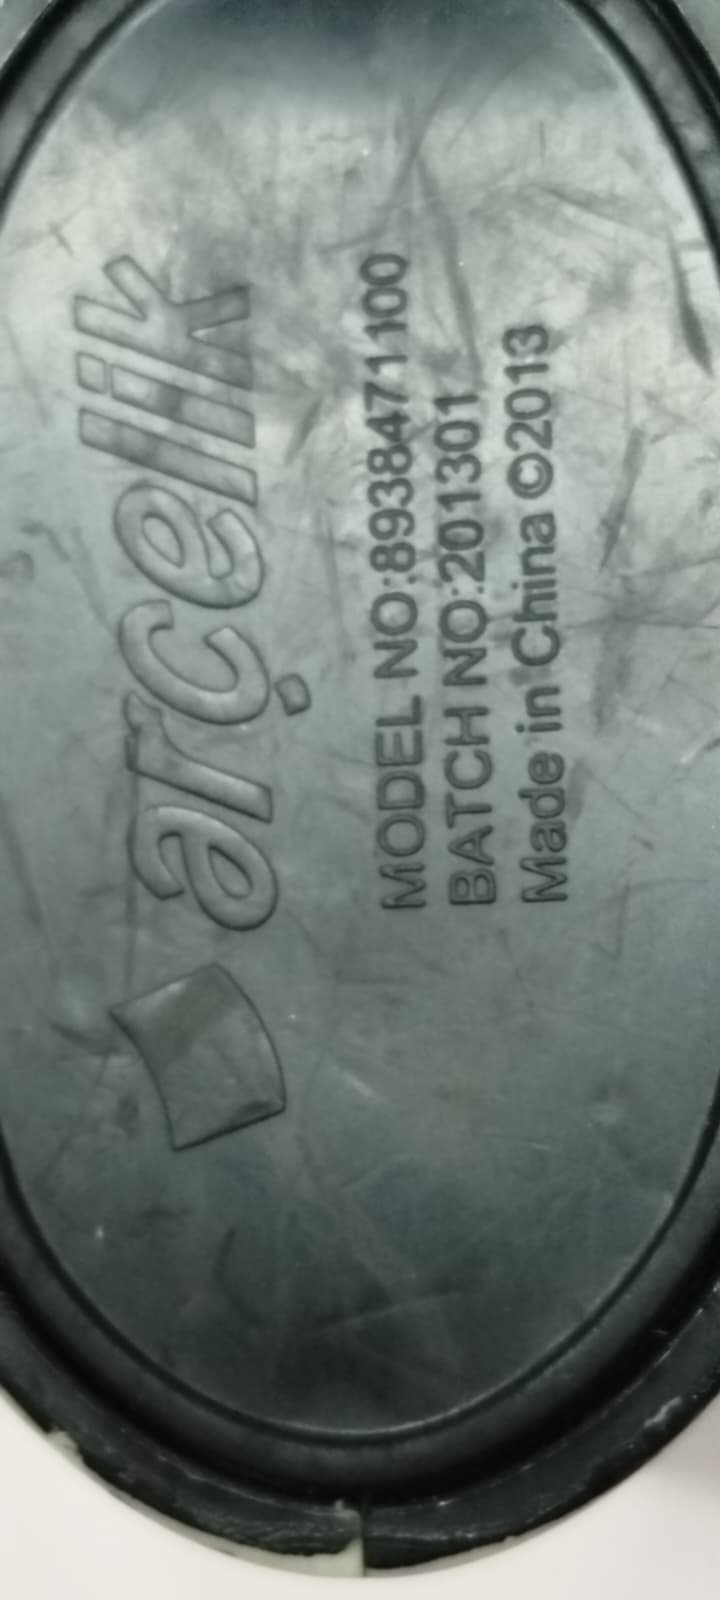 arçelik
MODEL NO:8938471100
BATCH NO:201301
Made in China ©2013